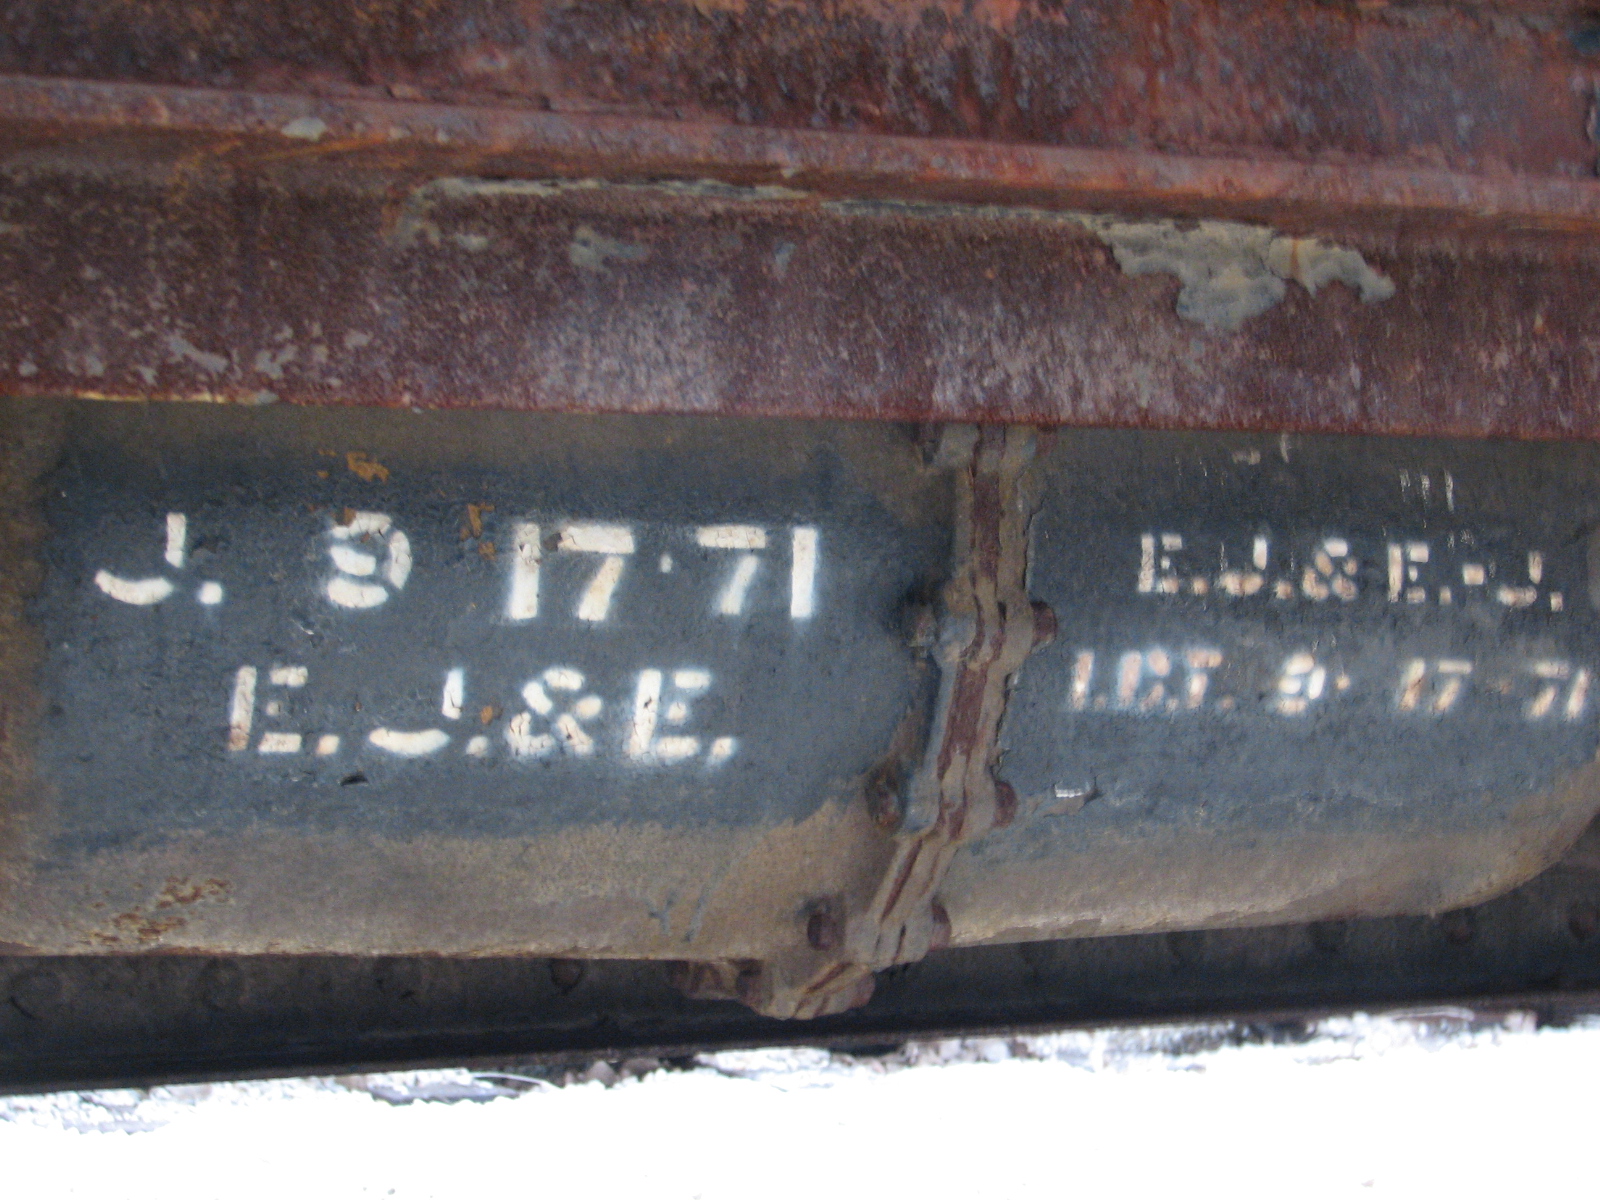 J. 9 17·71
E.J.&E.
E.J.&E.-J.
I.C.T. 9· 17-71